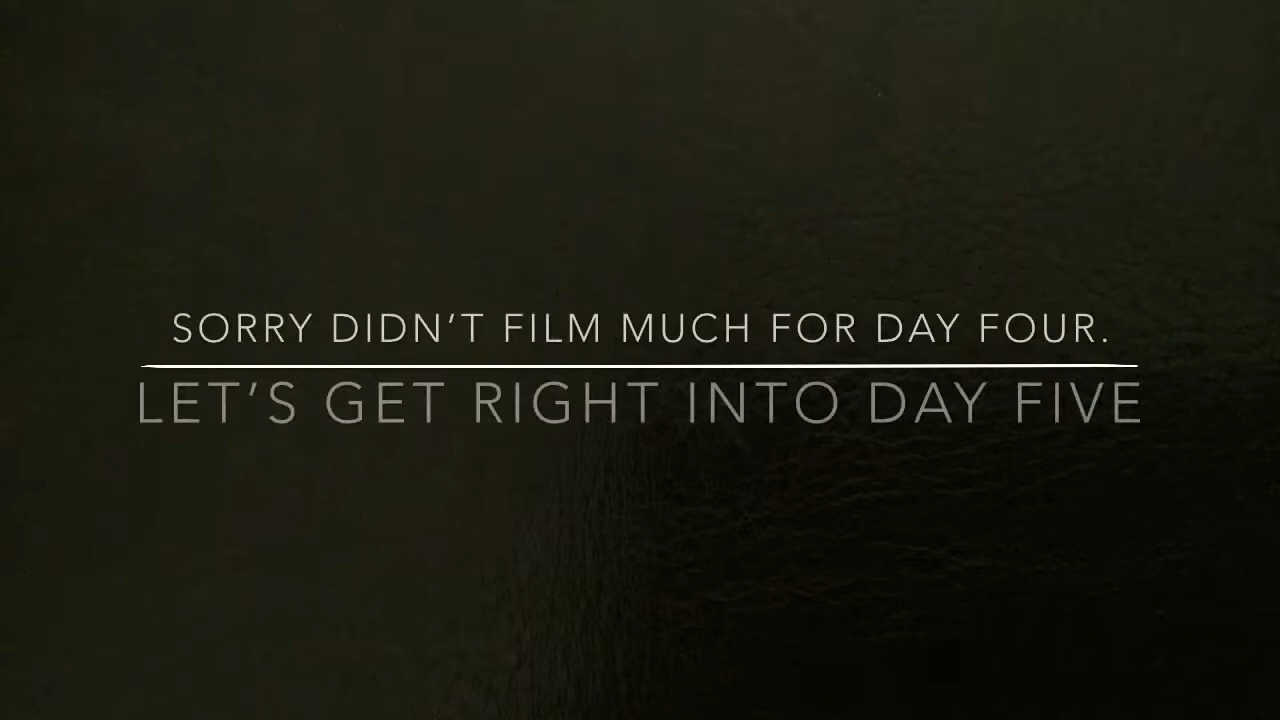 SORRY DIDN’T FILM MUCH FOR DAY FOUR.
LET’S GET RIGHT INTO DAY FIVE